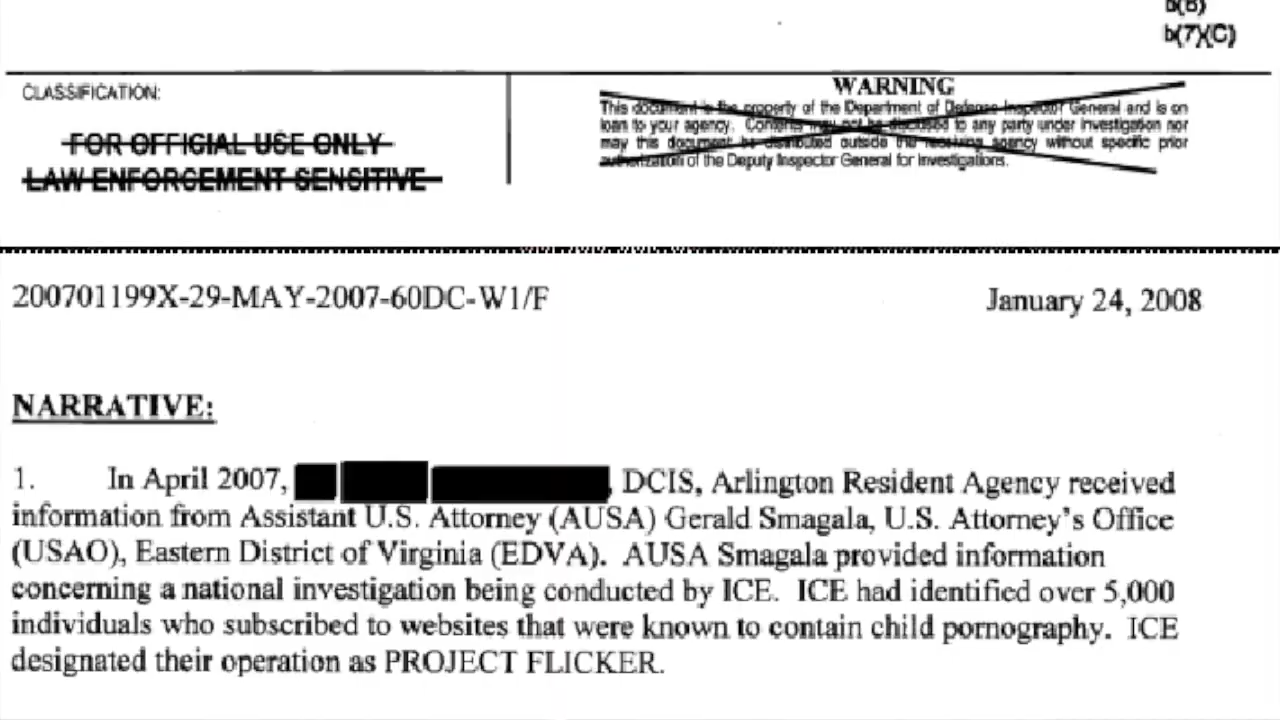 b(6)
b(7)(C)
CLASSIFICATION:
WARNING
FOR OFFICIAL USE ONLY
LAW ENFORCEMENT SENSITIVE
This document is the property of the Department of Defense Inspector General and is on
loan to your agency. Contents may not be disclosed to any party under investigation nor
may this document be distributed outside the receiving agency without specific prior
authorization of the Deputy Inspector General for Investigations.
200701199X-29-MAY-2007-60DC-W1/F
January 24, 2008
NARRATIVE:
1. In April 2007, , DCIS, Arlington Resident Agency received
information from Assistant U.S. Attorney (AUSA) Gerald Smagala, U.S. Attorney's Office
(USAO), Eastern District of Virginia (EDVA). AUSA Smagala provided information
concerning a national investigation being conducted by ICE. ICE had identified over 5,000
individuals who subscribed to websites that were known to contain child pornography. ICE
designated their operation as PROJECT FLICKER.